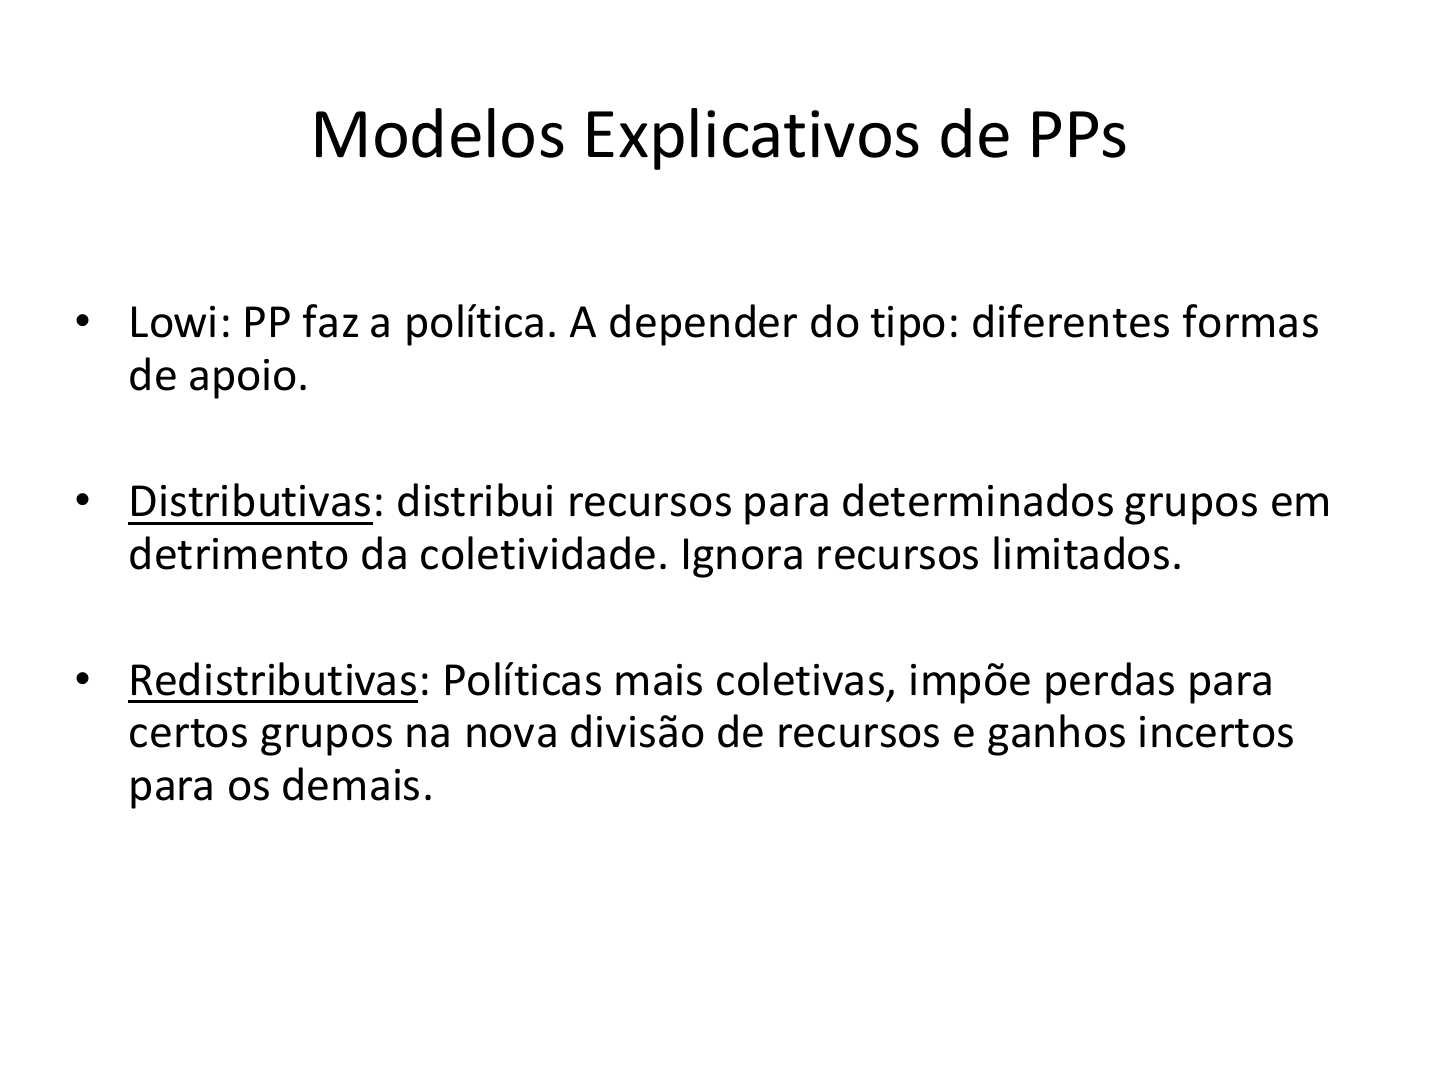 Modelos Explicativos de PPs
• Lowi: PP faz a política. A depender do tipo: diferentes formas
de apoio.
• Distributivas: distribui recursos para determinados grupos em
detrimento da coletividade. Ignora recursos limitados.
• Redistributivas: Políticas mais coletivas, impõe perdas para
certos grupos na nova divisão de recursos e ganhos incertos
para os demais.